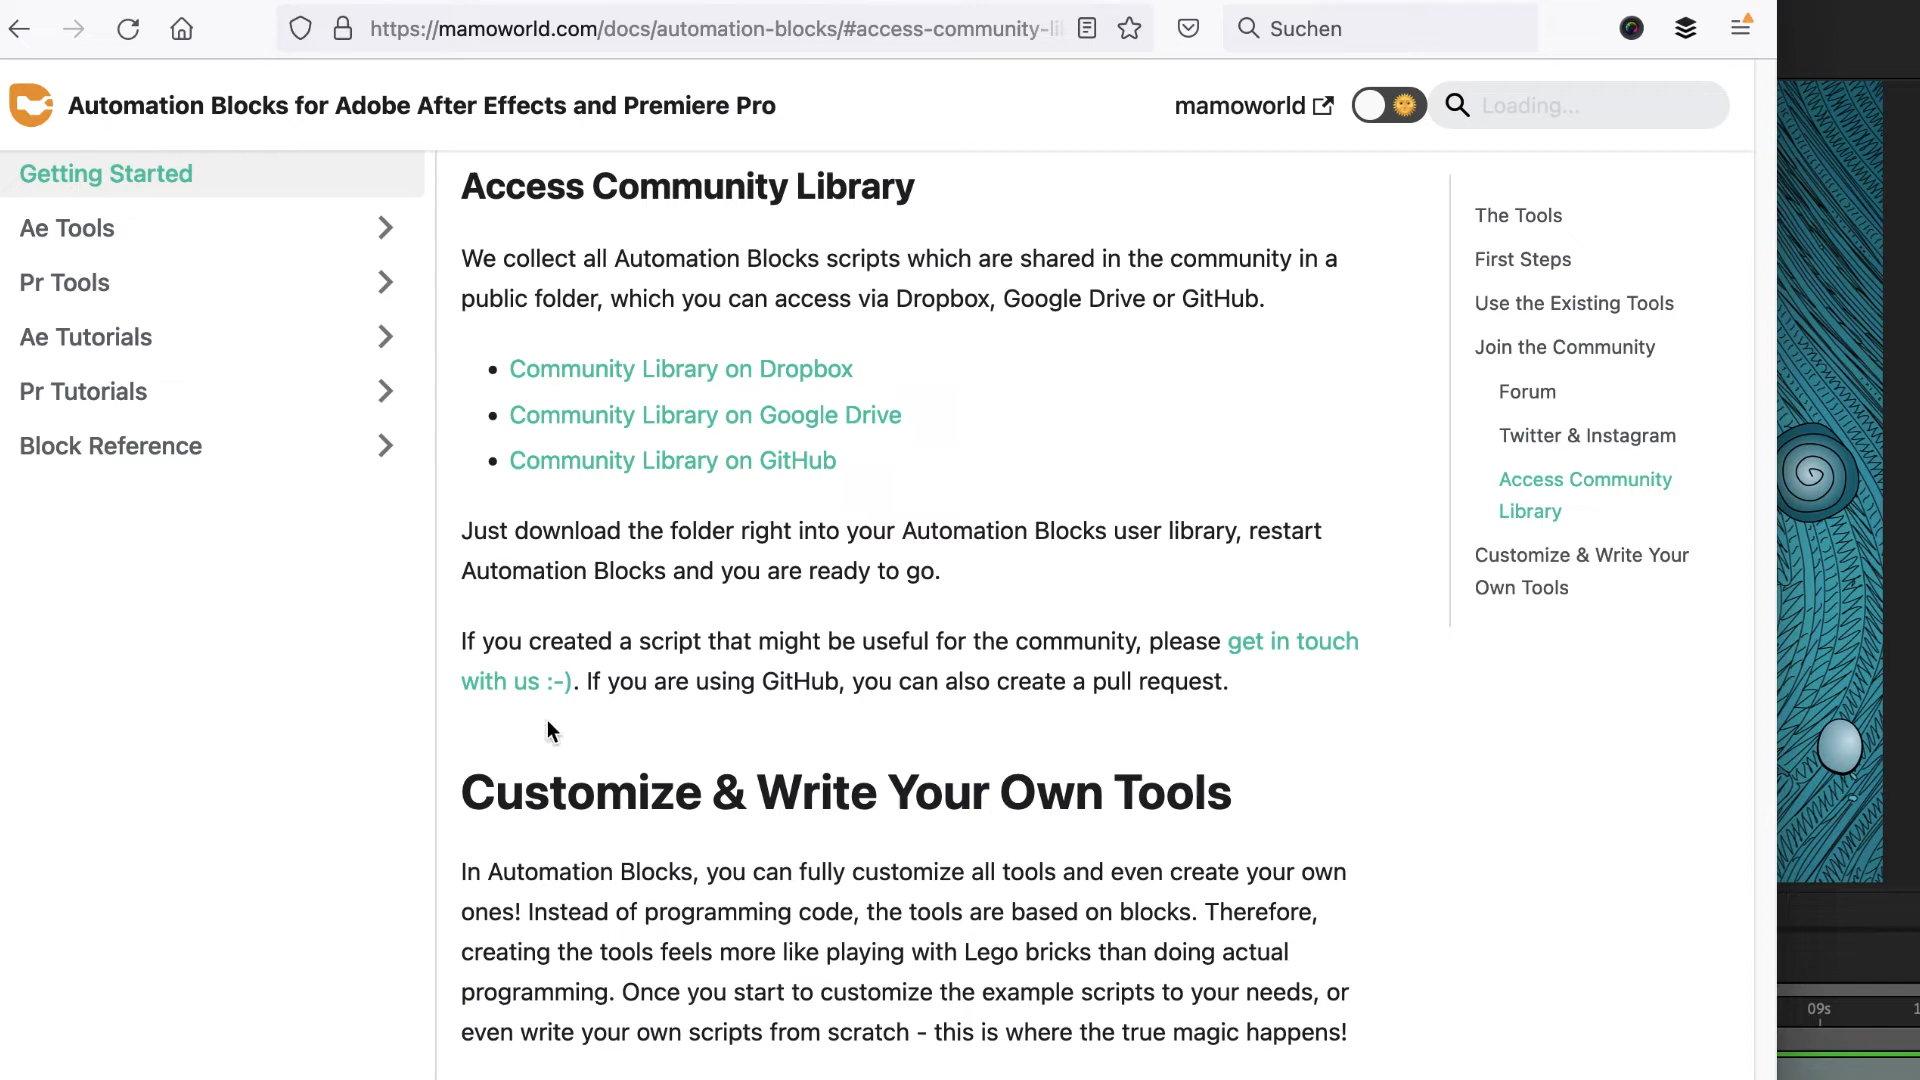 https://mamoworld.com/docs/automation-blocks/#access-community-li
Suchen
Automation Blocks for Adobe After Effects and Premiere Pro
mamoworld
Loading...
Getting Started
Ae Tools
Pr Tools
Ae Tutorials
Pr Tutorials
Block Reference
Access Community Library
We collect all Automation Blocks scripts which are shared in the community in a
public folder, which you can access via Dropbox, Google Drive or GitHub.
Community Library on Dropbox
Community Library on Google Drive
Community Library on GitHub
Just download the folder right into your Automation Blocks user library, restart
Automation Blocks and you are ready to go.
If you created a script that might be useful for the community, please get in touch
with us :-). If you are using GitHub, you can also create a pull request.
Customize & Write Your Own Tools
In Automation Blocks, you can fully customize all tools and even create your own
ones! Instead of programming code, the tools are based on blocks. Therefore,
creating the tools feels more like playing with Lego bricks than doing actual
programming. Once you start to customize the example scripts to your needs, or
even write your own scripts from scratch - this is where the true magic happens!
The Tools
First Steps
Use the Existing Tools
Join the Community
Forum
Twitter & Instagram
Access Community
Library
Customize & Write Your
Own Tools
09s